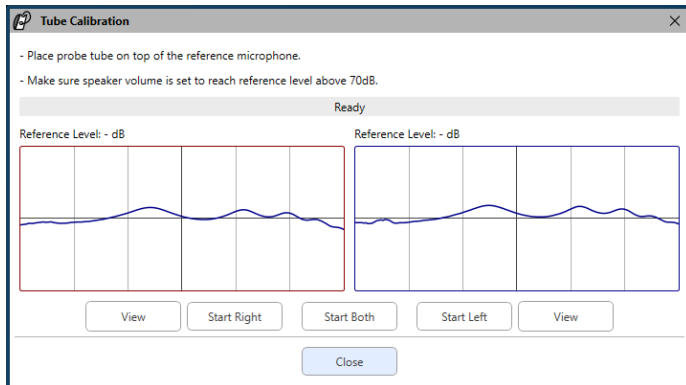 Tube Calibration
- Place probe tube on top of the reference microphone.
- Make sure speaker volume is set to reach reference level above 70dB.
Ready
Reference Level: - dB
Reference Level: - dB
View
Start Right
Start Both
Start Left
View
Close